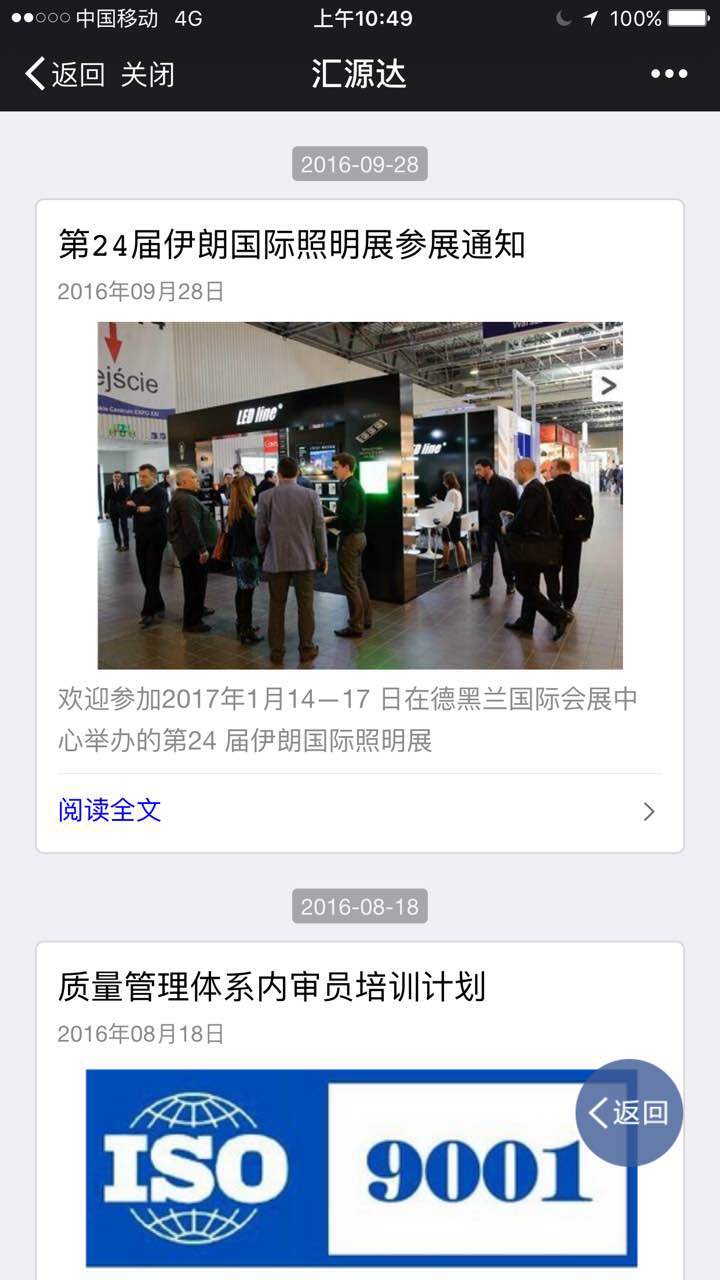 中国移动 4G 上午10:49 100%
返回 关闭 汇源达
2016-09-28
第24届伊朗国际照明展参展通知
2016年09月28日
ejście
LED line
欢迎参加2017年1月14—17 日在德黑兰国际会展中
心举办的第24 届伊朗国际照明展
阅读全文
2016-08-18
质量管理体系内审员培训计划
2016年08月18日
返回
ISO 9001